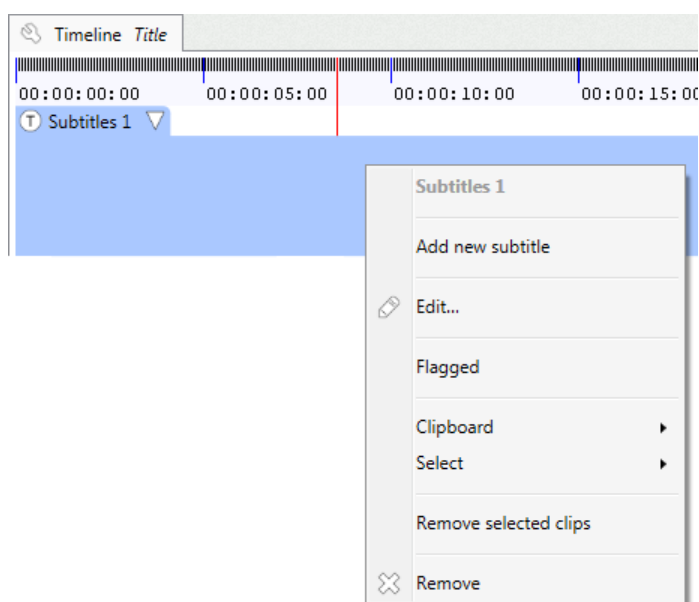 Timeline Title
00:00:00:00 00:00:05:00 00:00:10:00 00:00:15:00
T Subtitles 1
Subtitles 1
Add new subtitle
Edit...
Flagged
Clipboard
Select
Remove selected clips
Remove